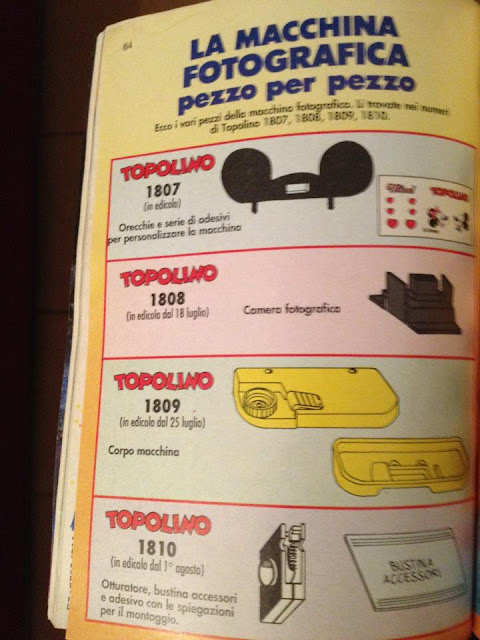 64
LA MACCHINA
FOTOGRAFICA
pezzo per pezzo
Ecco i vari pezzi della macchina fotografica. Li trovate nei numeri
di Topolino 1807, 1808, 1809, 1810.
TOPOLINO
1807
(in edicola)
Orecchie e serie di adesivi
per personalizzare la macchina
TOPOLINO
TOPOLINO
1808
(in edicola dal 18 luglio)
Camera fotografica
TOPOLINO
1809
(in edicola dal 25 luglio)
Corpo macchina
TOPOLINO
1810
(in edicola dal 1° agosto)
Otturatore, bustina accessori
e adesivo con le spiegazioni
per il montaggio.
BUSTINA
ACCESSORI